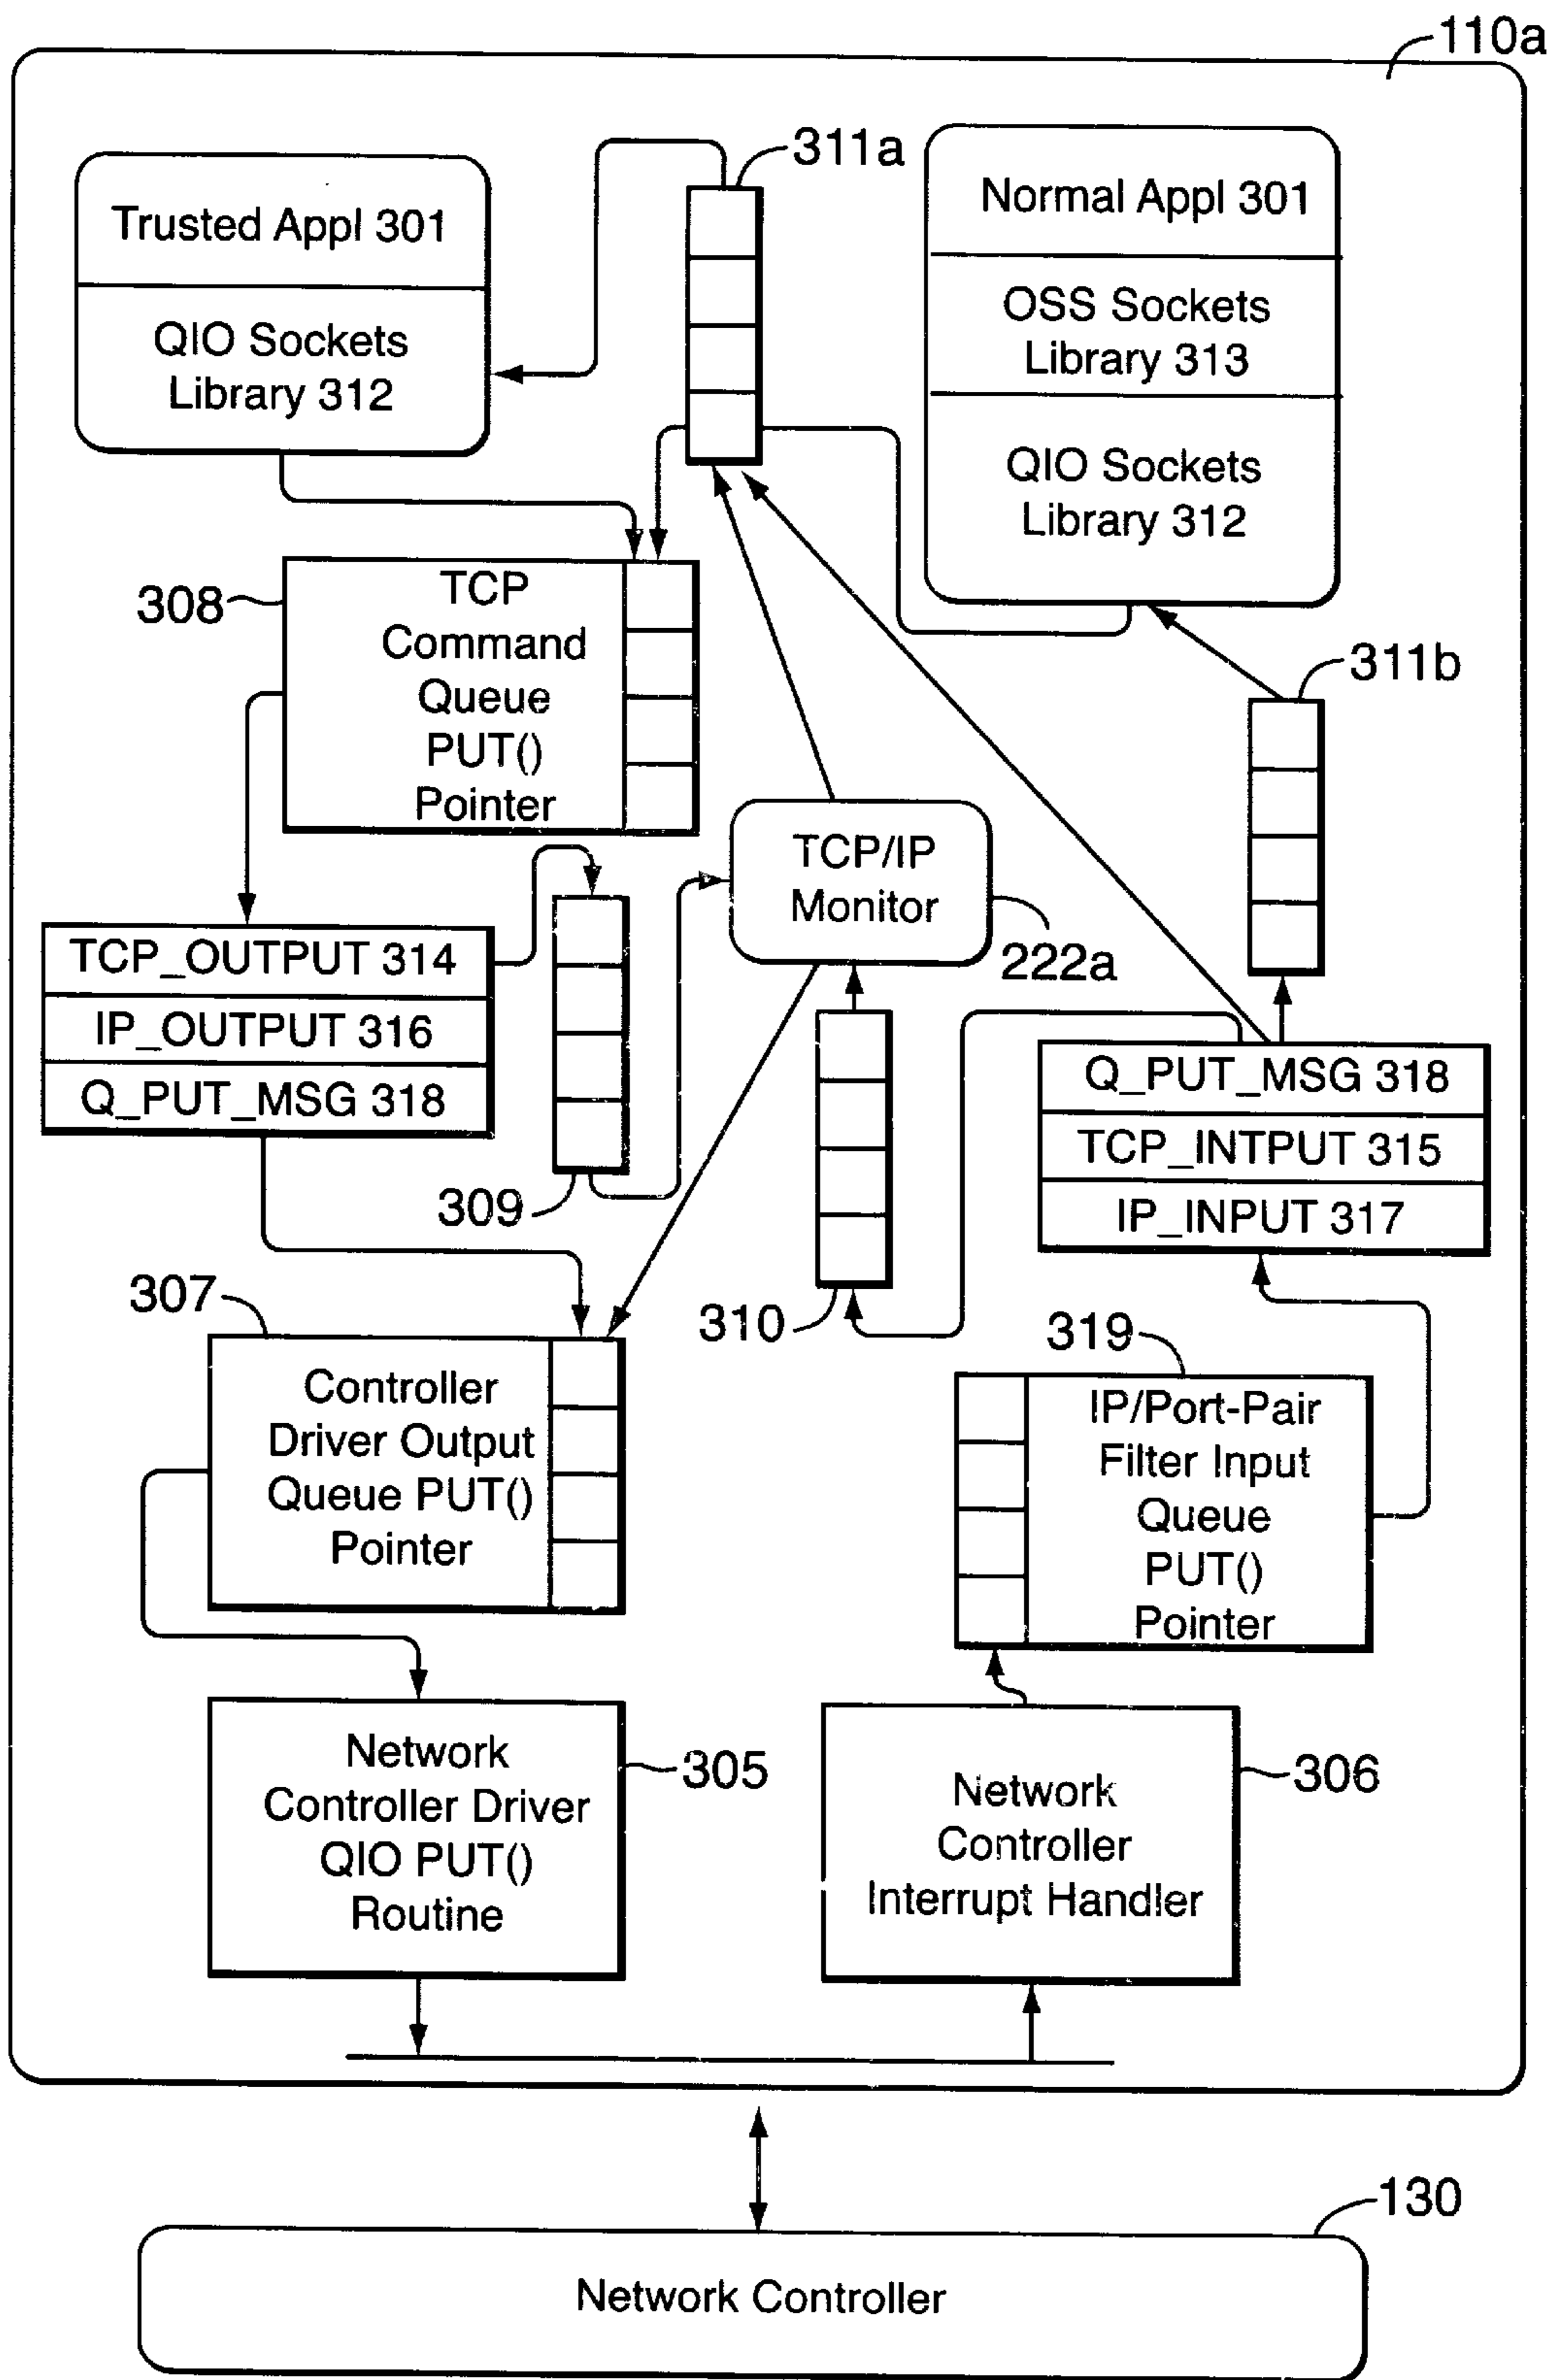 110a
311a
Trusted Appl 301
QIO Sockets
Library 312
Normal Appl 301
OSS Sockets
Library 313
QIO Sockets
Library 312
308
TCP
Command
Queue
PUT()
Pointer
311b
TCP/IP
Monitor
222a
TCP_OUTPUT 314
IP_OUTPUT 316
Q_PUT_MSG 318
309
Q_PUT_MSG 318
TCP_INTPUT 315
IP_INPUT 317
310
307
Controller
Driver Output
Queue PUT()
Pointer
319
IP/Port-Pair
Filter Input
Queue
PUT()
Pointer
Network
Controller Driver
QIO PUT()
Routine
305
Network
Controller
Interrupt Handler
306
130
Network Controller